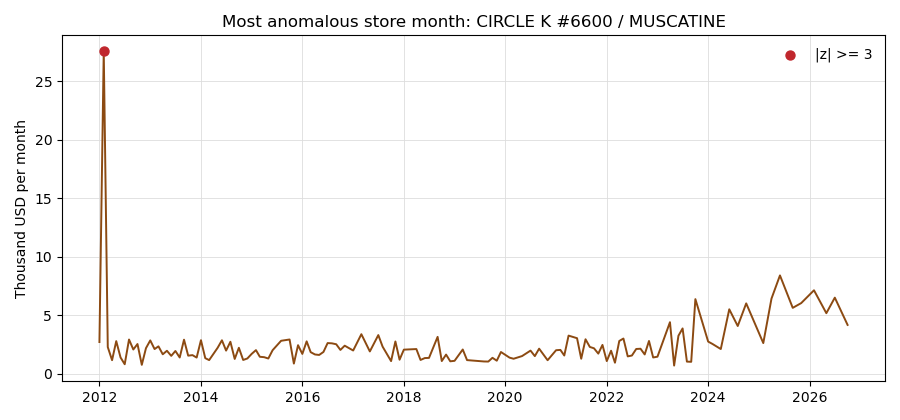 Most anomalous store month: CIRCLE K #6600 / MUSCATINE
|z| >= 3
Thousand USD per month
25
20
15
10
5
0
2012 2014 2016 2018 2020 2022 2024 2026